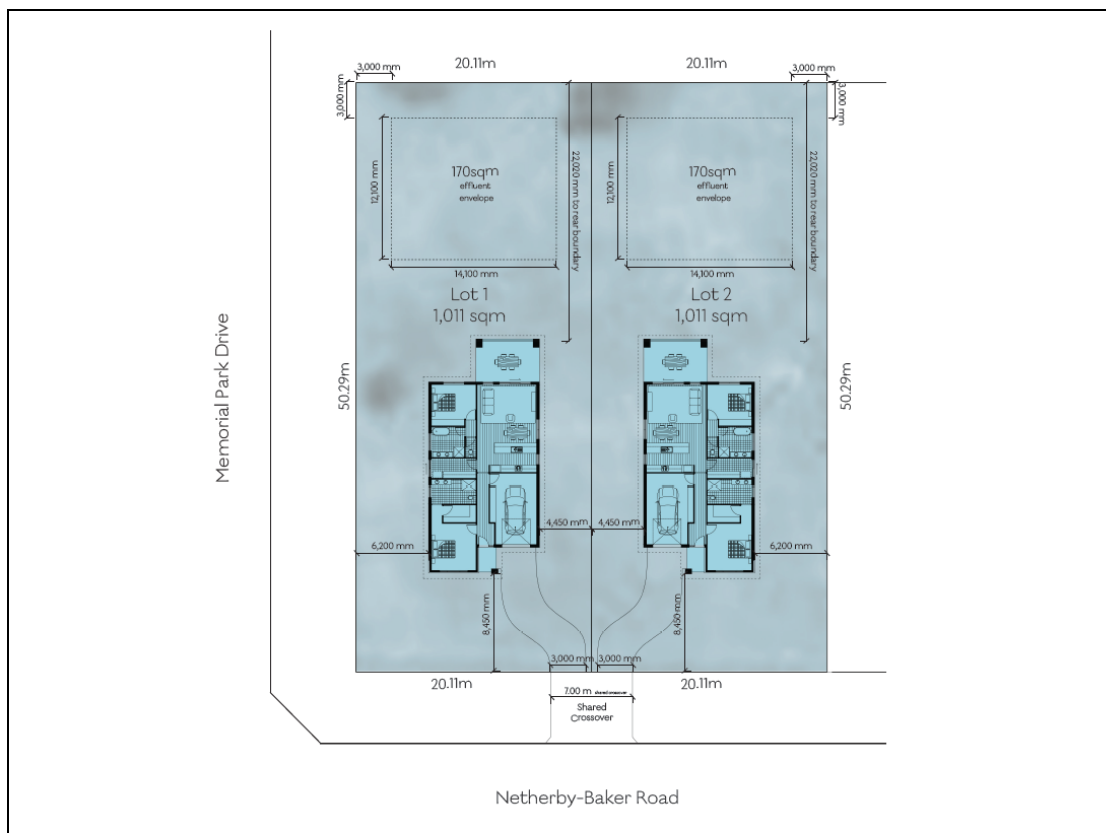 20.11m
20.11m
3,000 mm
3,000 mm
3,000 mm
3,000 mm
170sqm
effluent
envelope
170sqm
effluent
envelope
12,100 mm
12,100 mm
22,020 mm to rear boundary
22,020 mm to rear boundary
14,100 mm
14,100 mm
Lot 1
1,011 sqm
Lot 2
1,011 sqm
Memorial Park Drive
50.29m
50.29m
4,450 mm
4,450 mm
6,200 mm
6,200 mm
8,450 mm
8,450 mm
3,000 mm
3,000 mm
20.11m
20.11m
7.00 m shared crossover
Shared
Crossover
Netherby-Baker Road